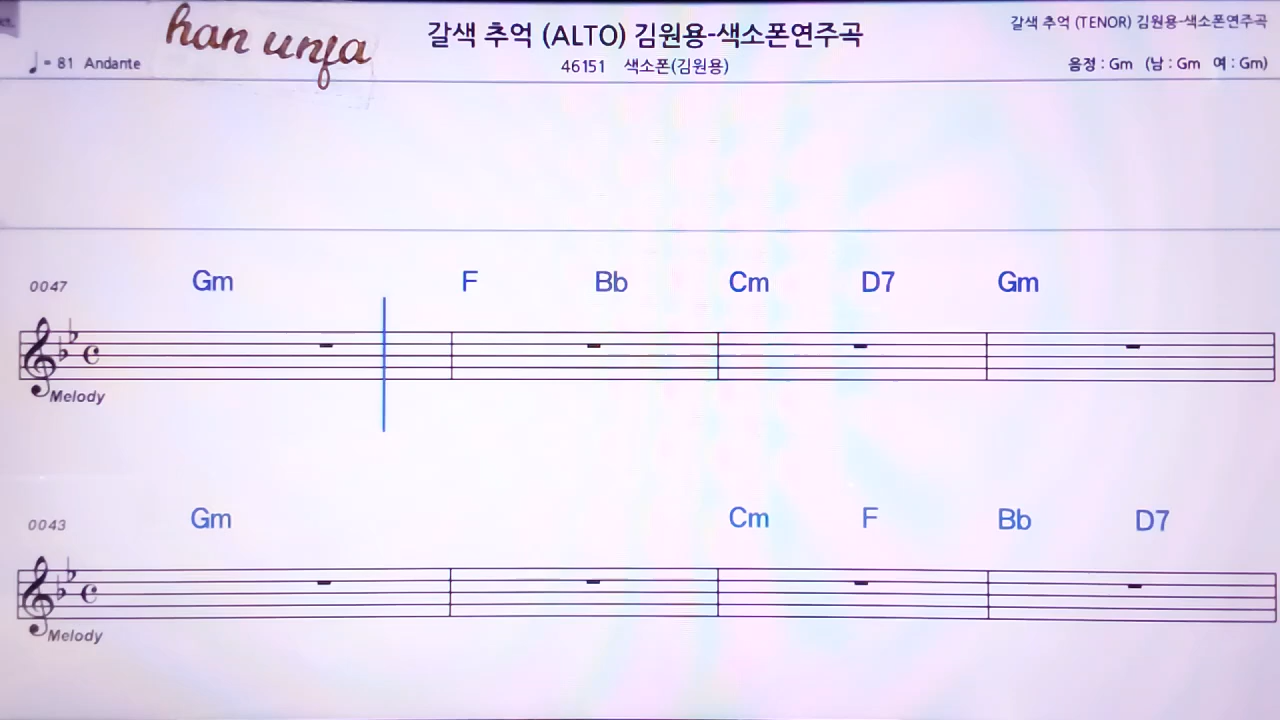 han unja
갈색 추억 (ALTO) 김원용-색소폰연주곡
갈색 추억 (TENOR) 김원용-색소폰연주곡
♩= 81 Andante
46151 색소폰(김원용)
음정 : Gm (남 : Gm 여 : Gm)
0047 Gm F Bb Cm D7 Gm
Melody
0043 Gm Cm F Bb D7
Melody